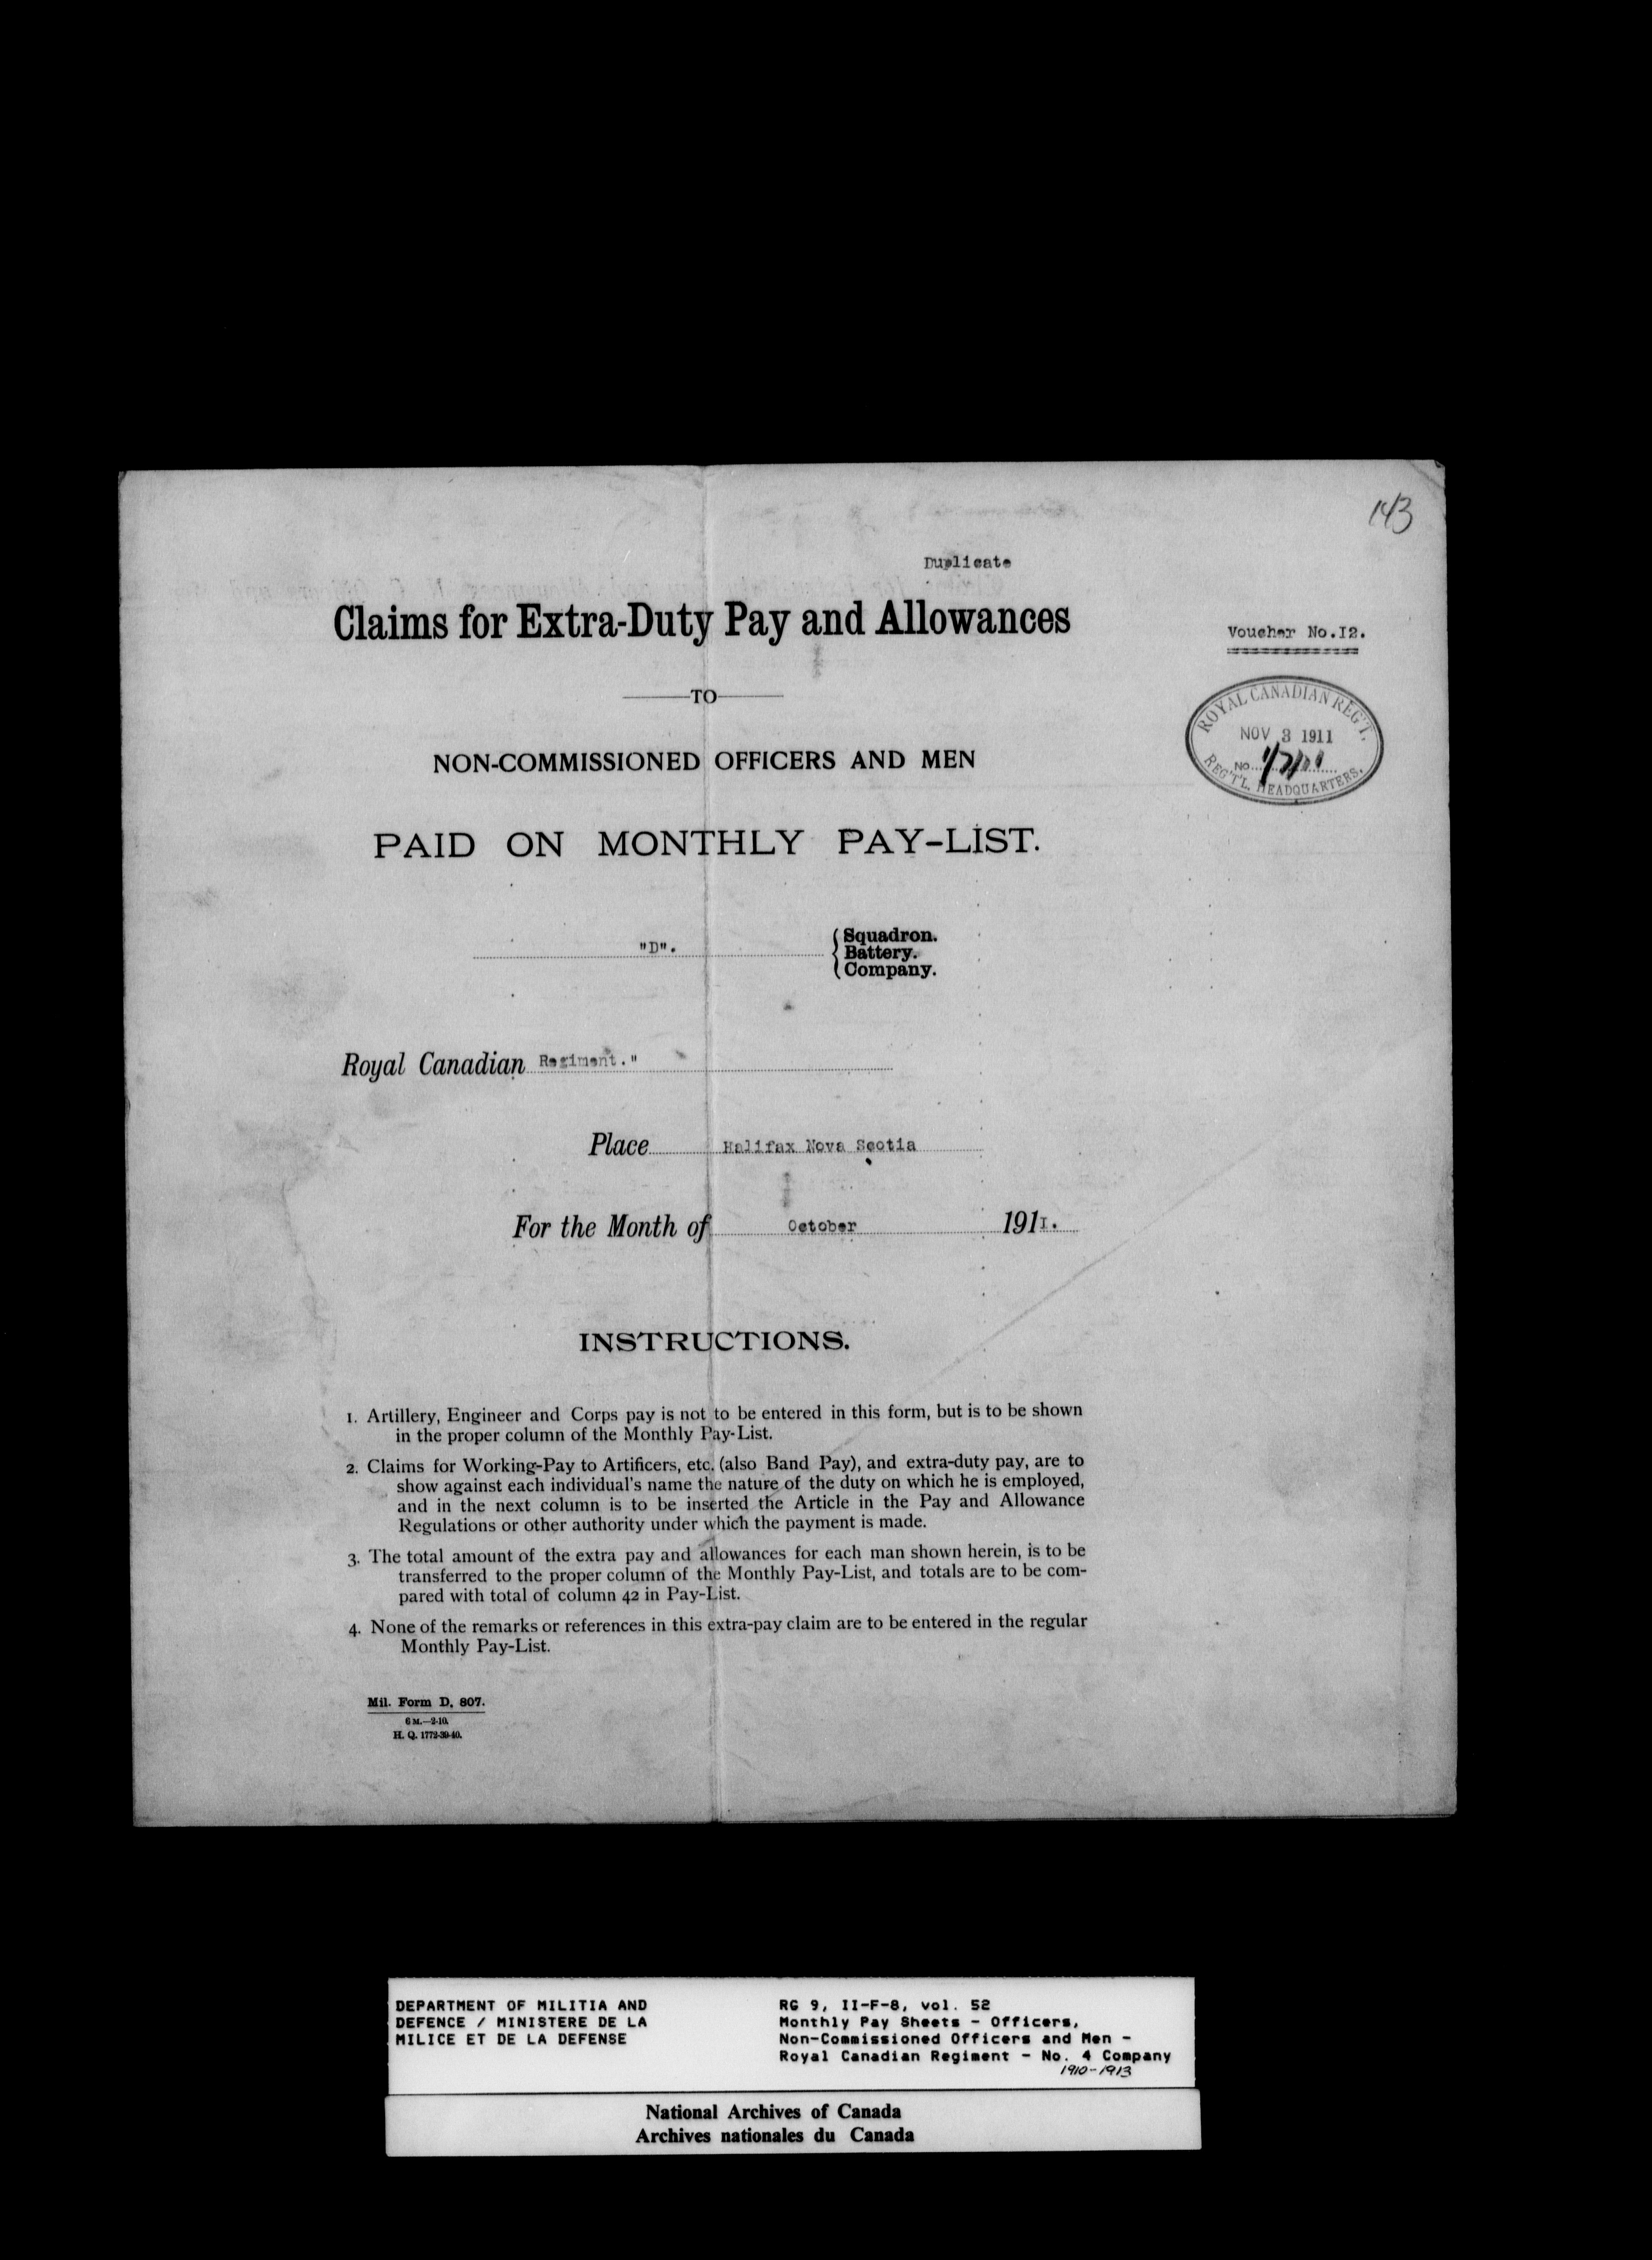 143
Duplicate
Claims for Extra-Duty Pay and Allowances
Voucher No.I2.
TO
ROYAL CANADIAN REG'T.
NOV 3 1911
No.
REG'T'L. HEADQUARTERS.
NON-COMMISSIONED OFFICERS AND MEN
PAID ON MONTHLY PAY-LIST.
"D".
Squadron.
Battery.
Company.
Royal Canadian Regiment."
Place Halifax Nova Scotia
For the Month of October 191I.
INSTRUCTIONS.
1. Artillery, Engineer and Corps pay is not to be entered in this form, but is to be shown
in the proper column of the Monthly Pay-List.
2. Claims for Working-Pay to Artificers, etc. (also Band Pay), and extra-duty pay, are to
show against each individual's name the nature of the duty on which he is employed,
and in the next column is to be inserted the Article in the Pay and Allowance
Regulations or other authority under which the payment is made.
3. The total amount of the extra pay and allowances for each man shown herein, is to be
transferred to the proper column of the Monthly Pay-List, and totals are to be com-
pared with total of column 42 in Pay-List.
4. None of the remarks or references in this extra-pay claim are to be entered in the regular
Monthly Pay-List.
Mil. Form D. 807.
6 M.—2-10.
H. Q. 1772-39-40.
DEPARTMENT OF MILITIA AND
DEFENCE / MINISTERE DE LA
MILICE ET DE LA DEFENSE
RG 9, II-F-8, vol. 52
Monthly Pay Sheets - Officers,
Non-Commissioned Officers and Men -
Royal Canadian Regiment - No. 4 Company
1910-1913
National Archives of Canada
Archives nationales du Canada